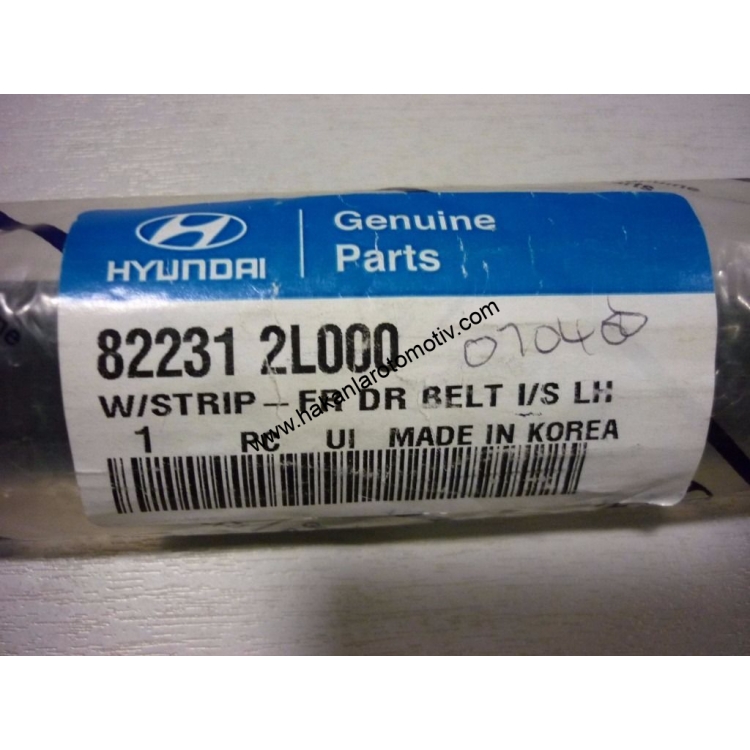 HYUNDAI
Genuine
Parts
82231 2L000
070400
W/STRIP-FR DR BELT I/S LH
1 PC UI MADE IN KOREA
www.hakanlarotomotiv.com